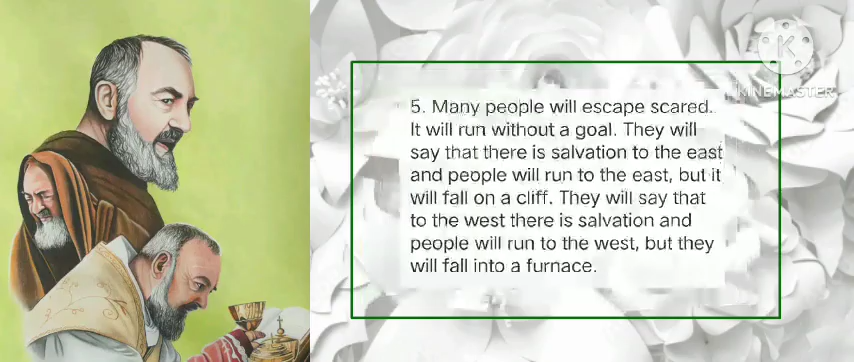 KINEMASTER
5. Many people will escape scared.
It will run without a goal. They will
say that there is salvation to the east
and people will run to the east, but it
will fall on a cliff. They will say that
to the west there is salvation and
people will run to the west, but they
will fall into a furnace.